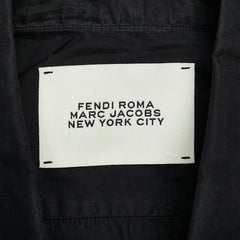 FENDI ROMA
MARC JACOBS
NEW YORK CITY